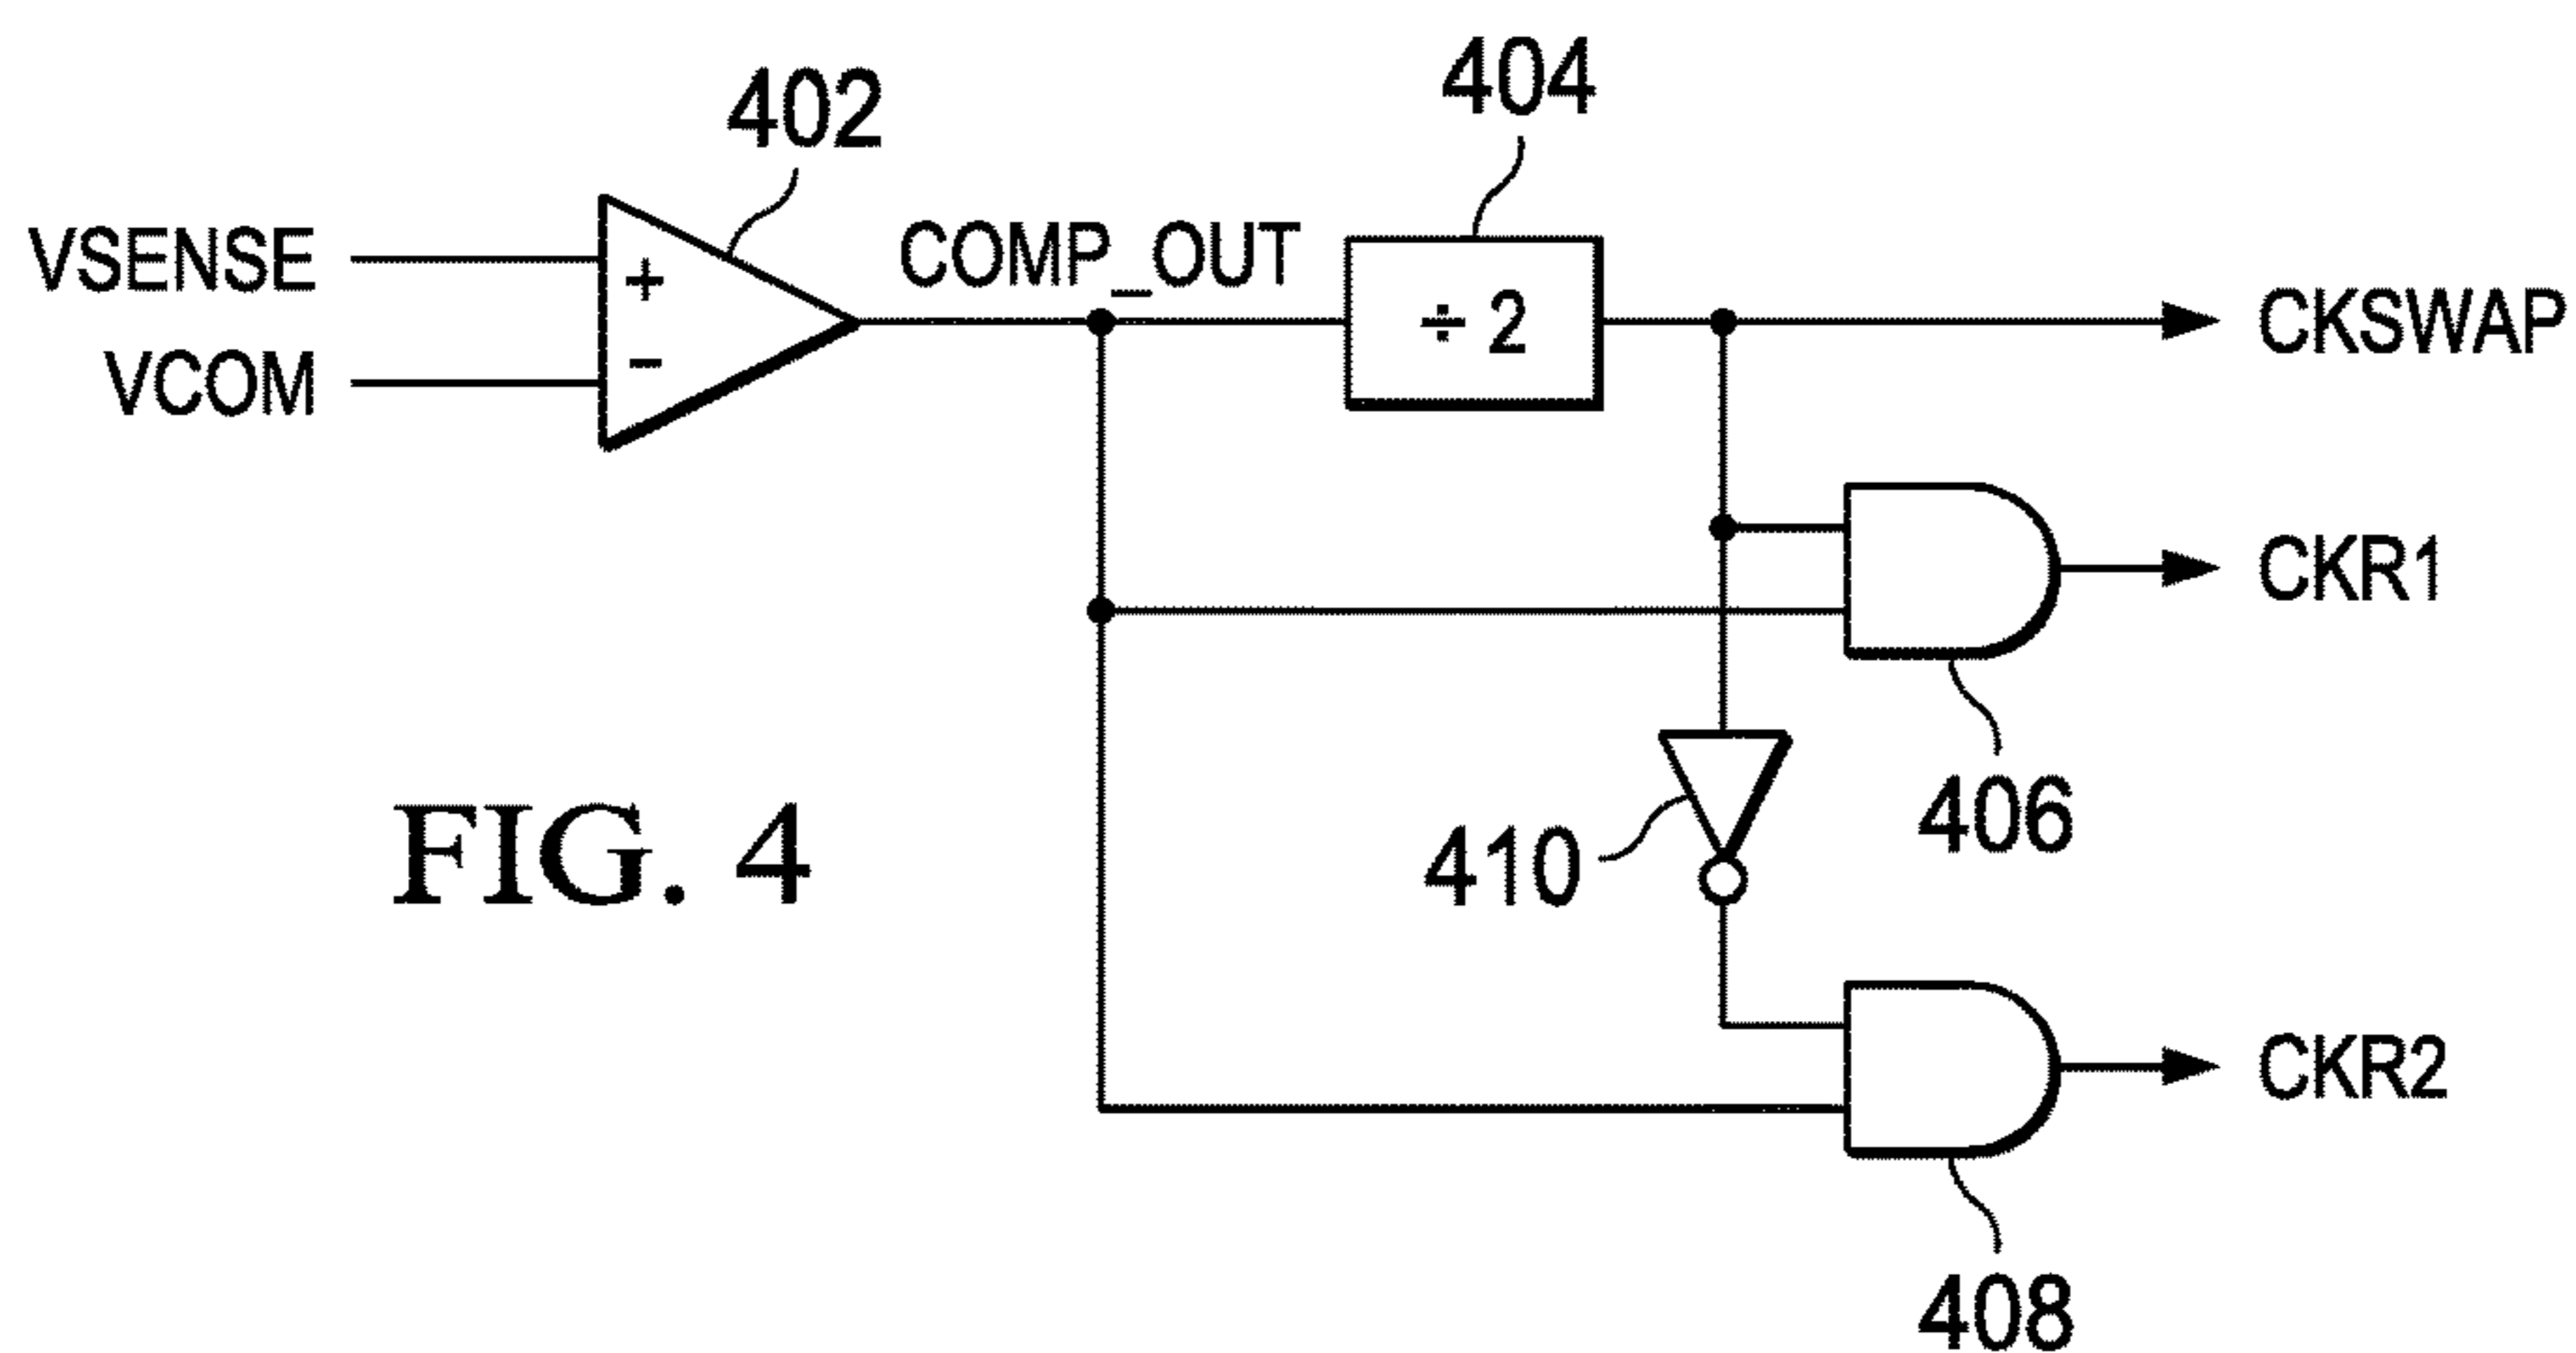 404
402
VSENSE
+
COMP_OUT
÷ 2
CKSWAP
VCOM
-
CKR1
406
FIG. 4
410
CKR2
408